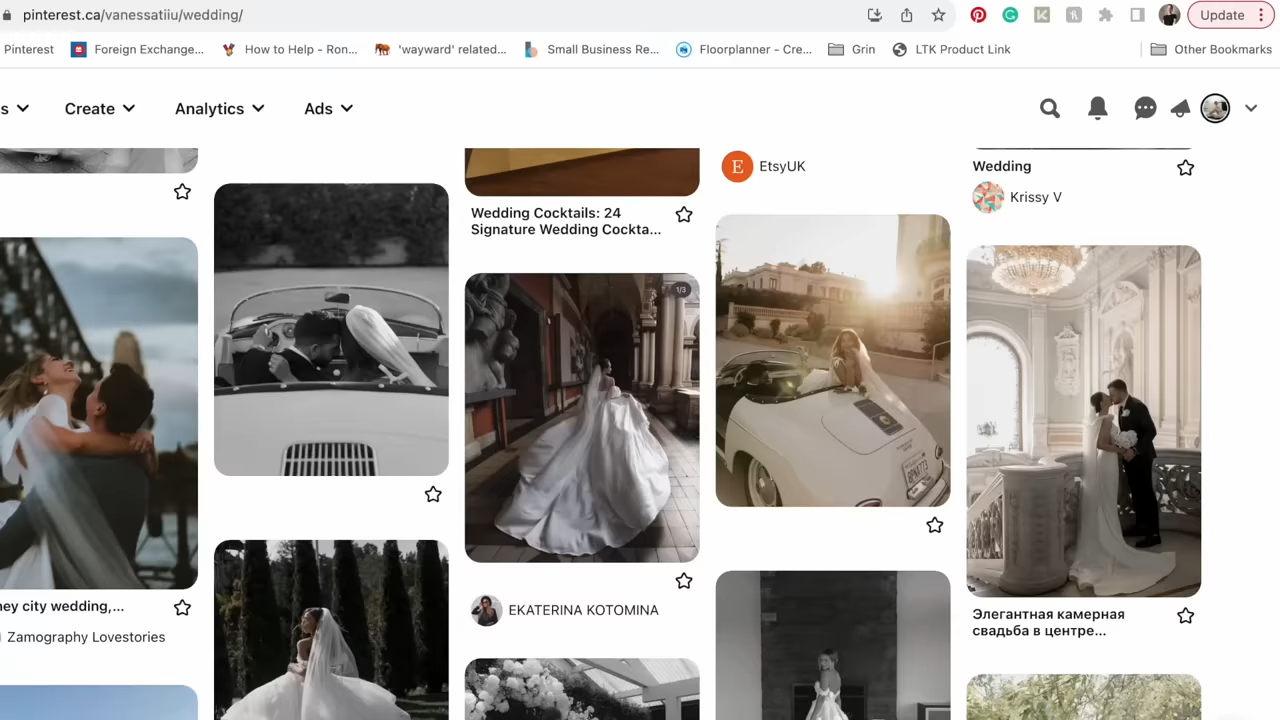 pinterest.ca/vanessatiiu/wedding/
Update
Pinterest
Foreign Exchange...
How to Help - Ron...
'wayward' related...
Small Business Re...
Floorplanner - Cre...
Grin
LTK Product Link
Other Bookmarks
s
Create
Analytics
Ads
Wedding Cocktails: 24
Signature Wedding Cockta...
E
EtsyUK
Wedding
Krissy V
1/3
ney city wedding,...
Zamography Lovestories
EKATERINA KOTOMINA
Элегантная камерная
свадьба в центре...